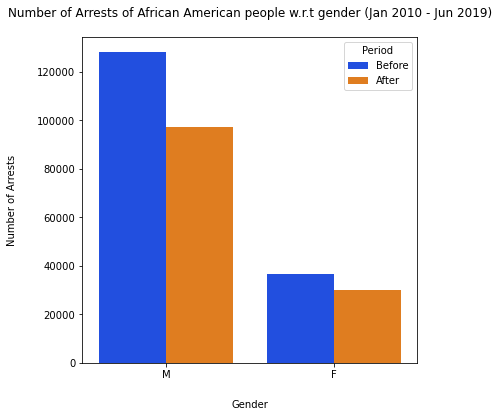 Number of Arrests of African American people w.r.t gender (Jan 2010 - Jun 2019)
Period
Before
After
120000
100000
80000
60000
40000
20000
0
Number of Arrests
M F
Gender